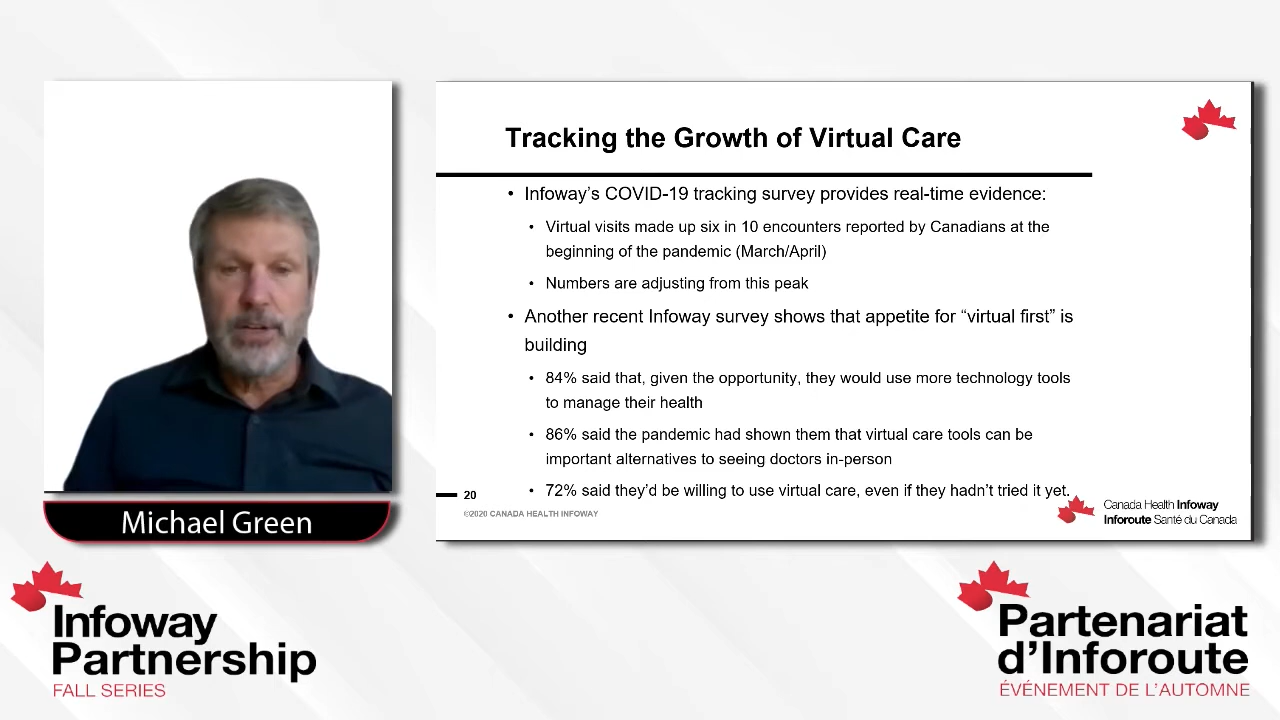 Tracking the Growth of Virtual Care
• Infoway’s COVID-19 tracking survey provides real-time evidence:
• Virtual visits made up six in 10 encounters reported by Canadians at the
beginning of the pandemic (March/April)
• Numbers are adjusting from this peak
• Another recent Infoway survey shows that appetite for “virtual first” is
building
• 84% said that, given the opportunity, they would use more technology tools
to manage their health
• 86% said the pandemic had shown them that virtual care tools can be
important alternatives to seeing doctors in-person
• 72% said they’d be willing to use virtual care, even if they hadn’t tried it yet.
20
©2020 CANADA HEALTH INFOWAY
Canada Health Infoway
Inforoute Santé du Canada
Michael Green
Infoway
Partnership
FALL SERIES
Partenariat
d’Inforoute
ÉVÉNEMENT DE L’AUTOMNE